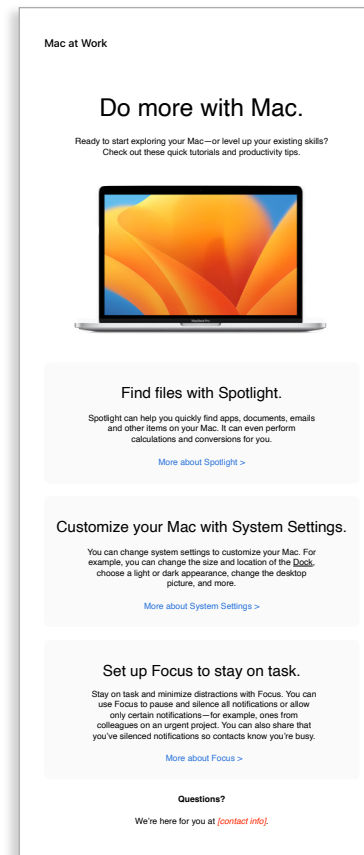 Mac at Work
Do more with Mac.
Ready to start exploring your Mac—or level up your existing skills?
Check out these quick tutorials and productivity tips.
MacBook Pro
Find files with Spotlight.
Spotlight can help you quickly find apps, documents, emails
and other items on your Mac. It can even perform
calculations and conversions for you.
More about Spotlight >
Customize your Mac with System Settings.
You can change system settings to customize your Mac. For
example, you can change the size and location of the Dock,
choose a light or dark appearance, change the desktop
picture, and more.
More about System Settings >
Set up Focus to stay on task.
Stay on task and minimize distractions with Focus. You can
use Focus to pause and silence all notifications or allow
only certain notifications—for example, ones from
colleagues on an urgent project. You can also share that
you’ve silenced notifications so contacts know you’re busy.
More about Focus >
Questions?
We’re here for you at [contact info].